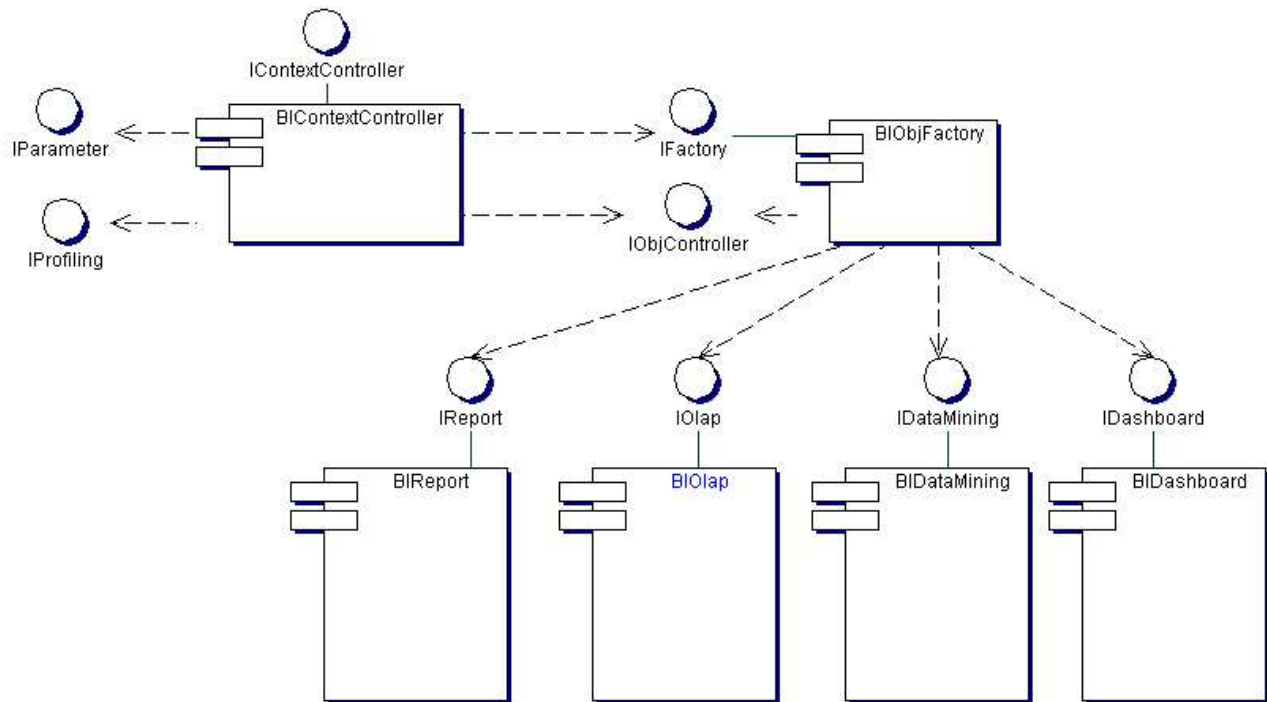 IContextController
BIContextController
IParameter
IFactory
BIObjFactory
IProfiling
IObjController
IReport
IOlap
IDataMining
IDashboard
BIReport
BIOlap
BIDataMining
BIDashboard